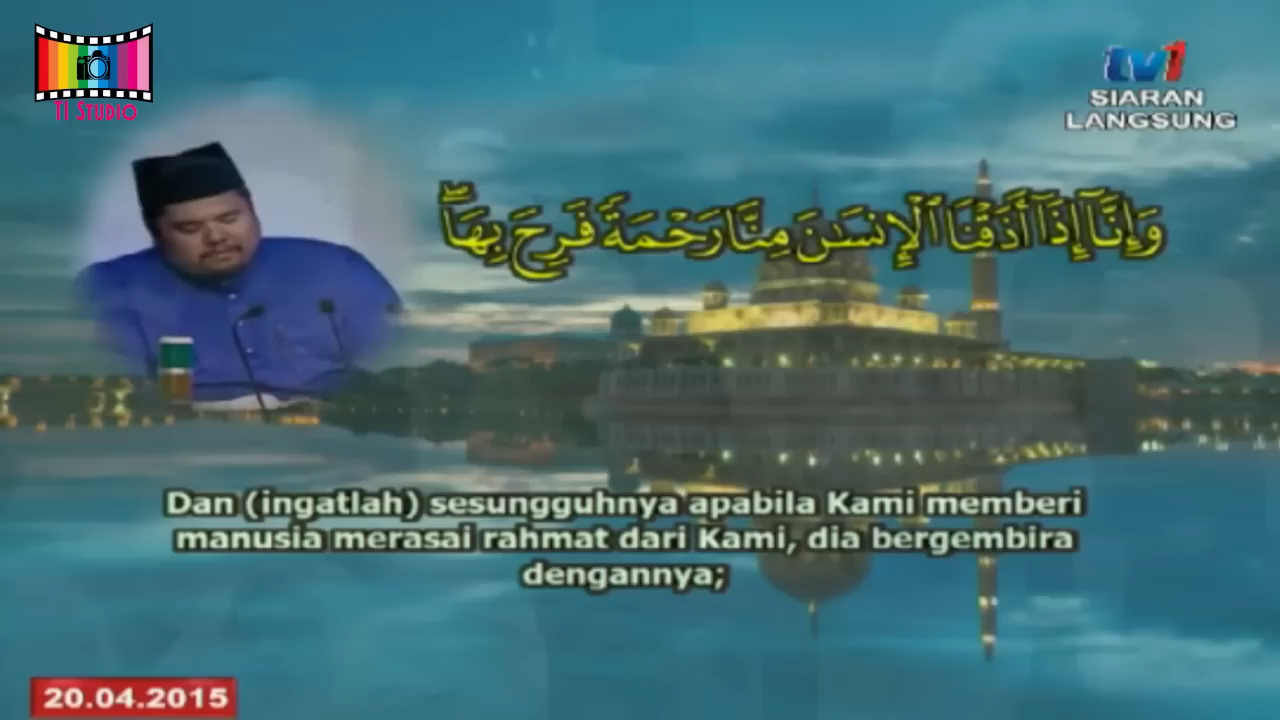 TI STUDIO
tv1
SIARAN
LANGSUNG
وَإِنَّآ إِذَآ أَذَقْنَا ٱلْإِنسَـٰنَ مِنَّا رَحْمَةً فَرِحَ بِهَا ۖ
Dan (ingatlah) sesungguhnya apabila Kami memberi
manusia merasai rahmat dari Kami, dia bergembira
dengannya;
20.04.2015